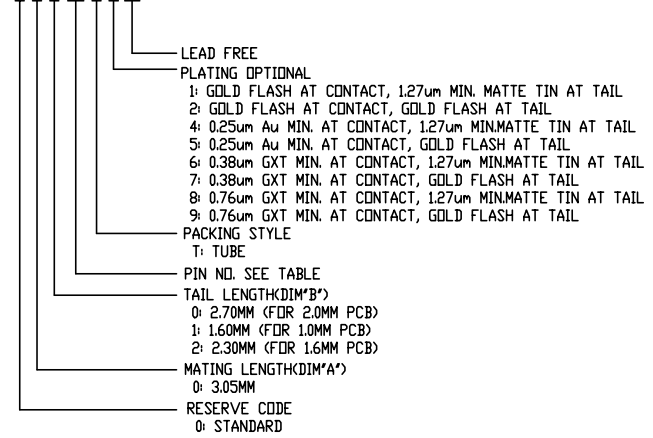 LEAD FREE
PLATING OPTIONAL
1: GOLD FLASH AT CONTACT, 1.27um MIN. MATTE TIN AT TAIL
2: GOLD FLASH AT CONTACT, GOLD FLASH AT TAIL
4: 0.25um Au MIN. AT CONTACT, 1.27um MIN.MATTE TIN AT TAIL
5: 0.25um Au MIN. AT CONTACT, GOLD FLASH AT TAIL
6: 0.38um GXT MIN. AT CONTACT, 1.27um MIN.MATTE TIN AT TAIL
7: 0.38um GXT MIN. AT CONTACT, GOLD FLASH AT TAIL
8: 0.76um GXT MIN. AT CONTACT, 1.27um MIN.MATTE TIN AT TAIL
9: 0.76um GXT MIN. AT CONTACT, GOLD FLASH AT TAIL
PACKING STYLE
T: TUBE
PIN NO. SEE TABLE
TAIL LENGTH(DIM"B")
0: 2.70MM (FOR 2.0MM PCB)
1: 1.60MM (FOR 1.0MM PCB)
2: 2.30MM (FOR 1.6MM PCB)
MATING LENGTH(DIM"A")
0: 3.05MM
RESERVE CODE
0: STANDARD